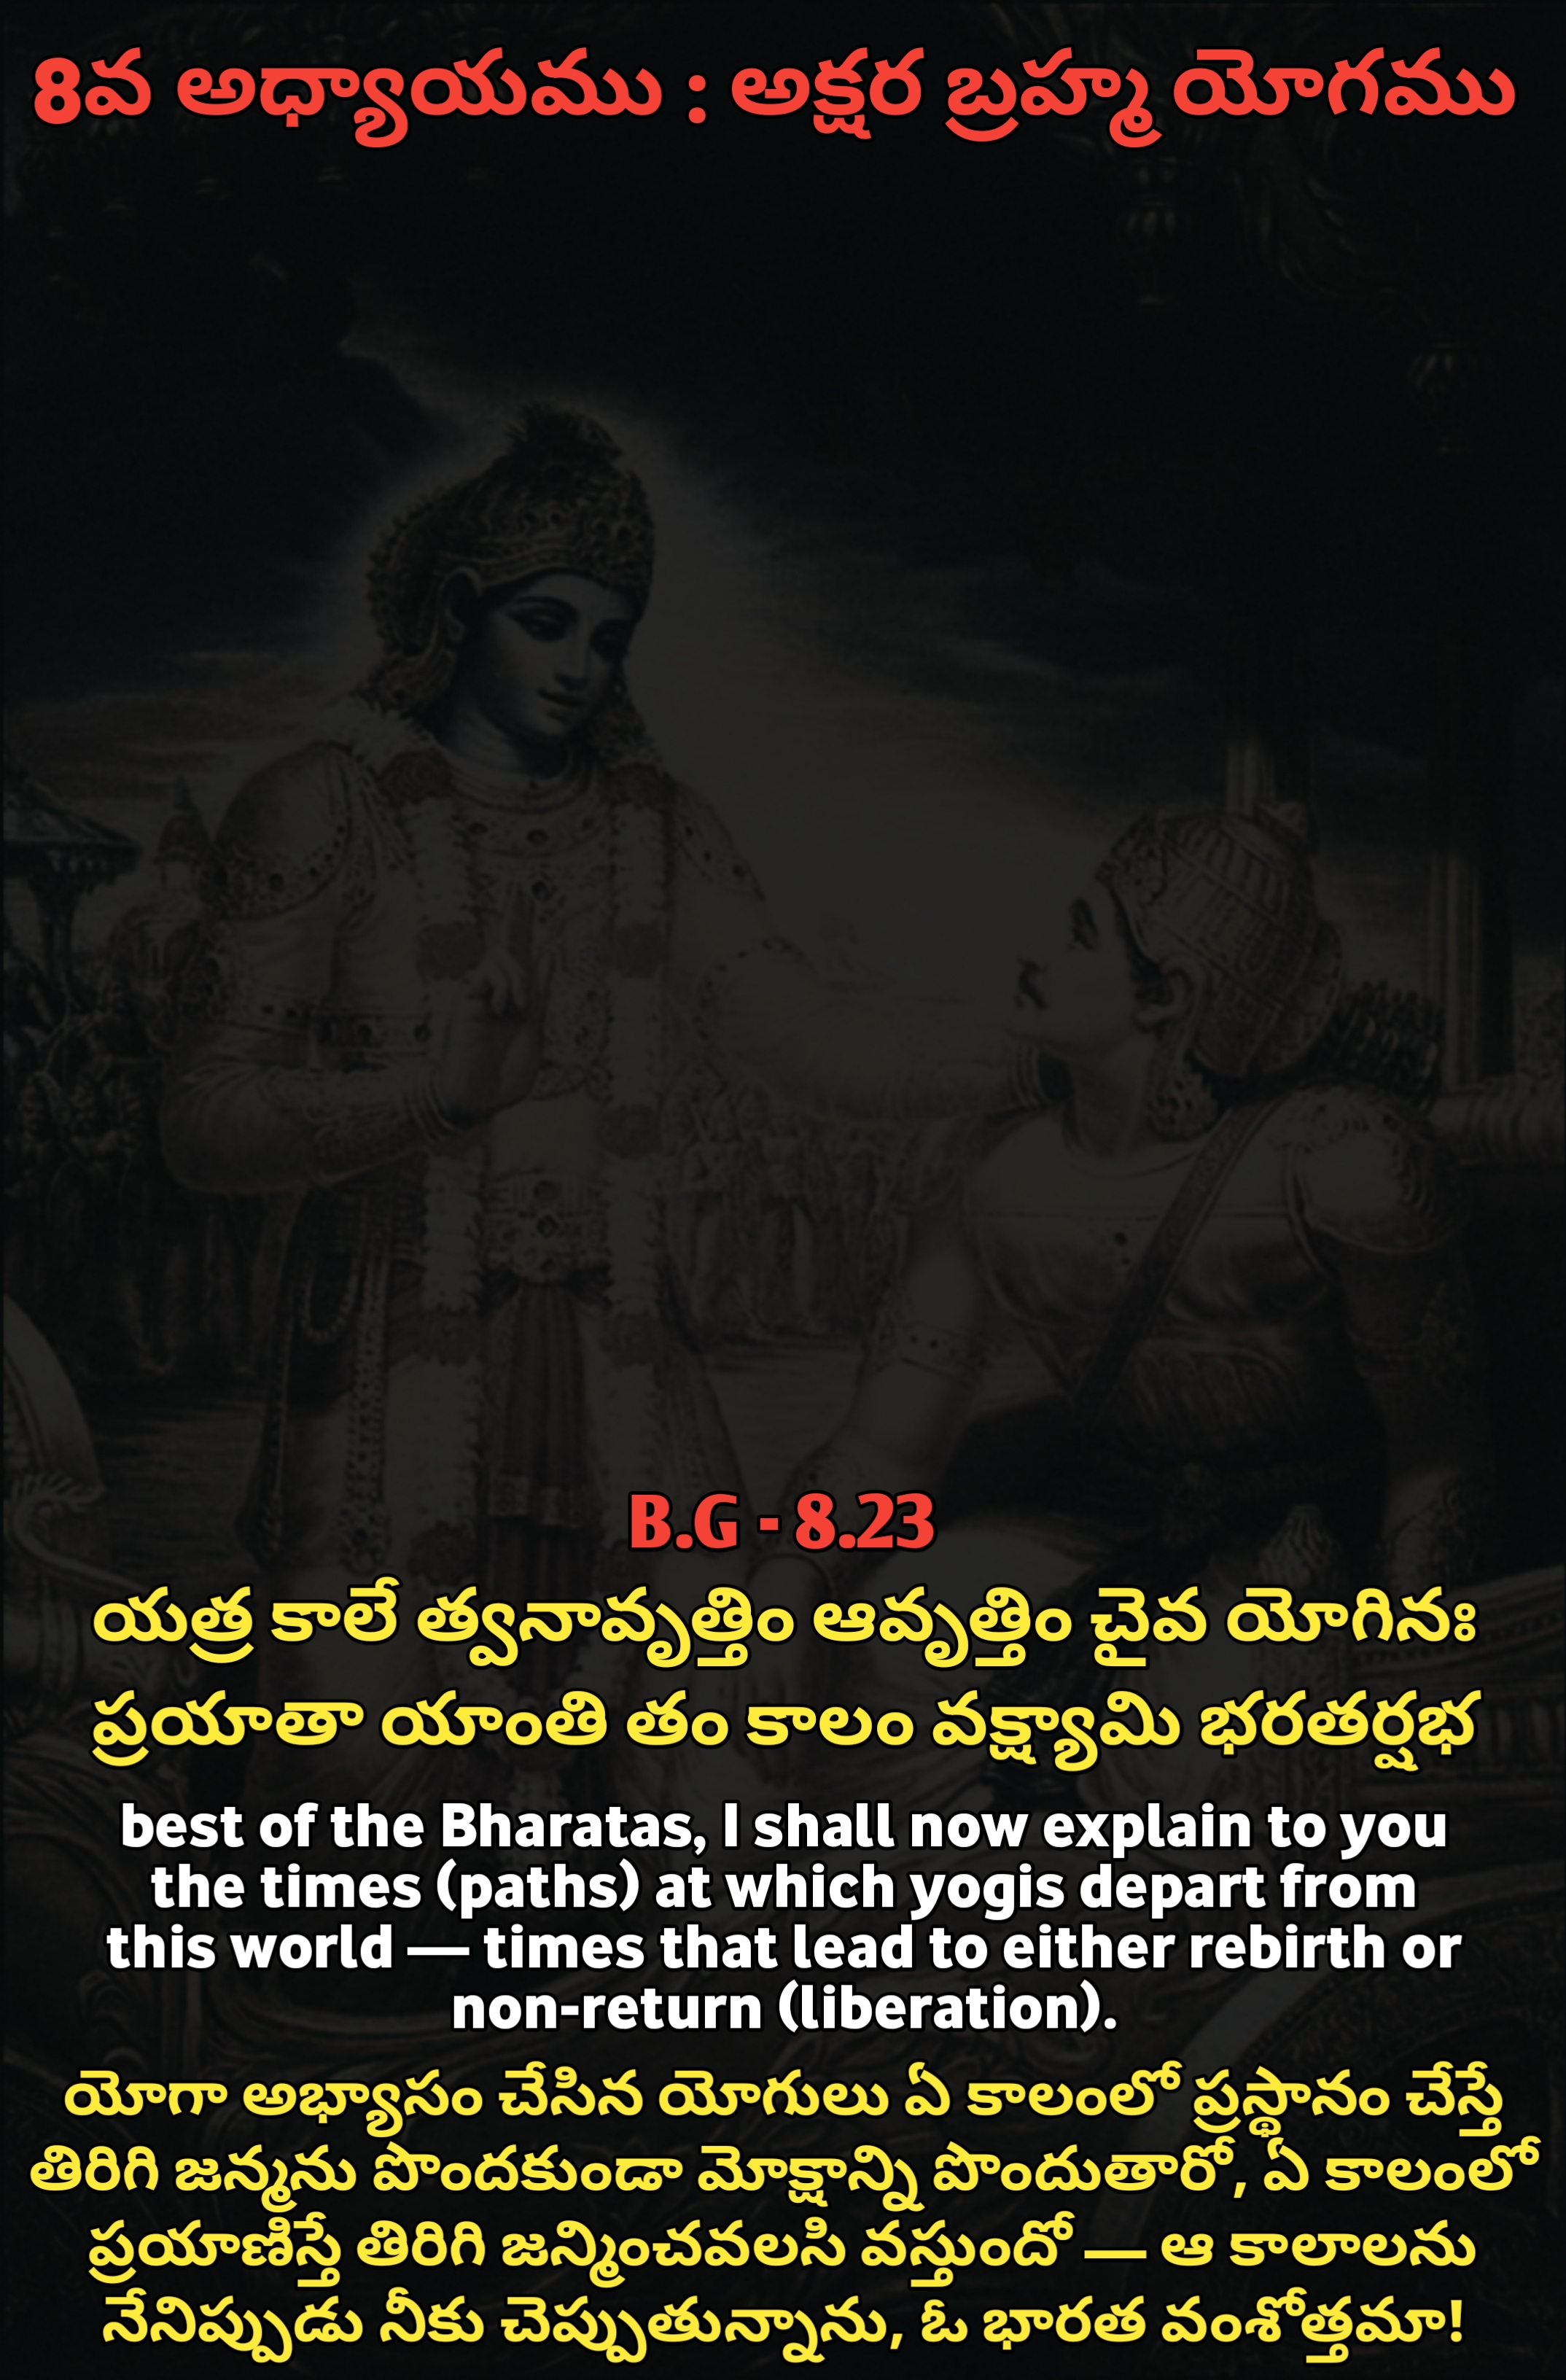 8వ అధ్యాయము : అక్షర బ్రహ్మ యోగము
B.G - 8.23
యత్ర కాలే త్వనావృత్తిం ఆవృత్తిం చైవ యోగినః
ప్రయాతా యాంతి తం కాలం వక్ష్యామి భరతర్షభ
best of the Bharatas, I shall now explain to you
the times (paths) at which yogis depart from
this world — times that lead to either rebirth or
non-return (liberation).
యోగా అభ్యాసం చేసిన యోగులు ఏ కాలంలో ప్రస్థానం చేస్తే
తిరిగి జన్మను పొందకుండా మోక్షాన్ని పొందుతారో, ఏ కాలంలో
ప్రయాణిస్తే తిరిగి జన్మించవలసి వస్తుందో — ఆ కాలాలను
నేనిప్పుడు నీకు చెప్పుతున్నాను, ఓ భారత వంశోత్తమా!